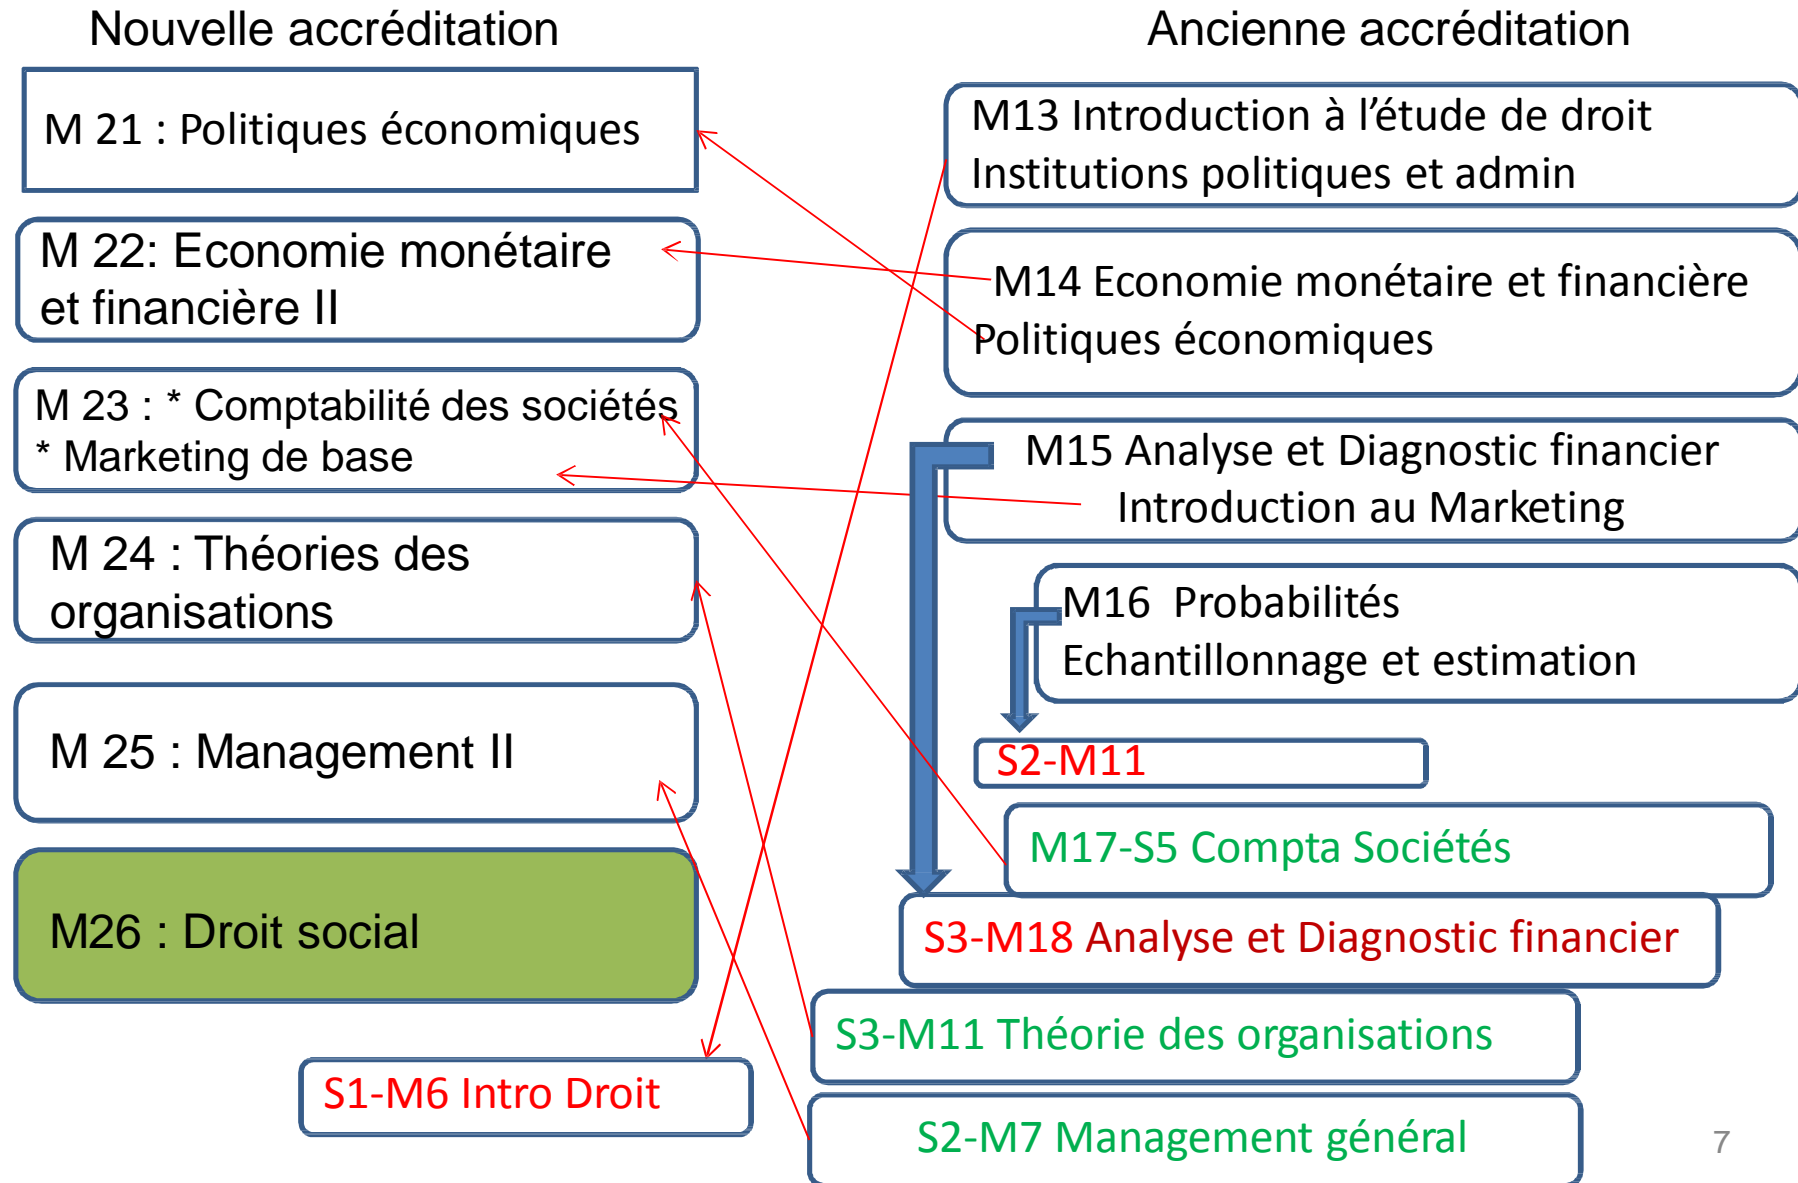 Nouvelle accréditation
M 21 : Politiques économiques
M 22: Economie monétaire
et financière II
M 23 : * Comptabilité des sociétés
* Marketing de base
M 24 : Théories des
organisations
M 25 : Management II
M26 : Droit social
S1-M6 Intro Droit
Ancienne accréditation
M13 Introduction à l’étude de droit
Institutions politiques et admin
M14 Economie monétaire et financière
Politiques économiques
M15 Analyse et Diagnostic financier
Introduction au Marketing
M16 Probabilités
Echantillonnage et estimation
S2-M11
M17-S5 Compta Sociétés
S3-M18 Analyse et Diagnostic financier
S3-M11 Théorie des organisations
S2-M7 Management général
7